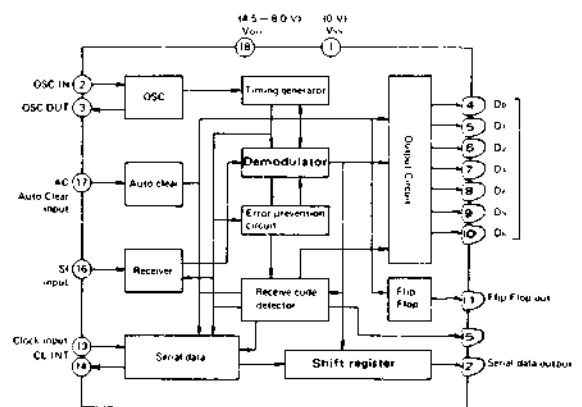 (4.5 – 8.0 V)
VDD
(0 V)
VSS
18
1
OSC IN
2
OSC OUT
3
OSC
Timing generator
4
D0
5
D1
6
D2
7
D3
8
D4
9
D5
10
D6
Output Circuit
Demodulator
AC
17
Auto Clear
input
Auto clear
Error prevention
circuit
SI
16
input
Receiver
Receive code
detector
Flip
Flop
11
Flip Flop out
Clock input
13
CL INT
14
Serial data
Shift register
15
12
Serial data output